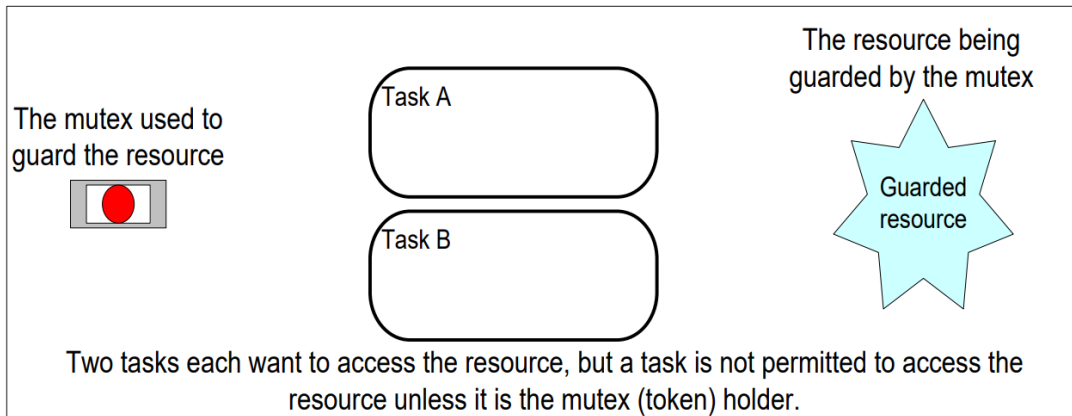 The resource being
guarded by the mutex
The mutex used to
guard the resource
Task A
Task B
Guarded
resource
Two tasks each want to access the resource, but a task is not permitted to access the
resource unless it is the mutex (token) holder.